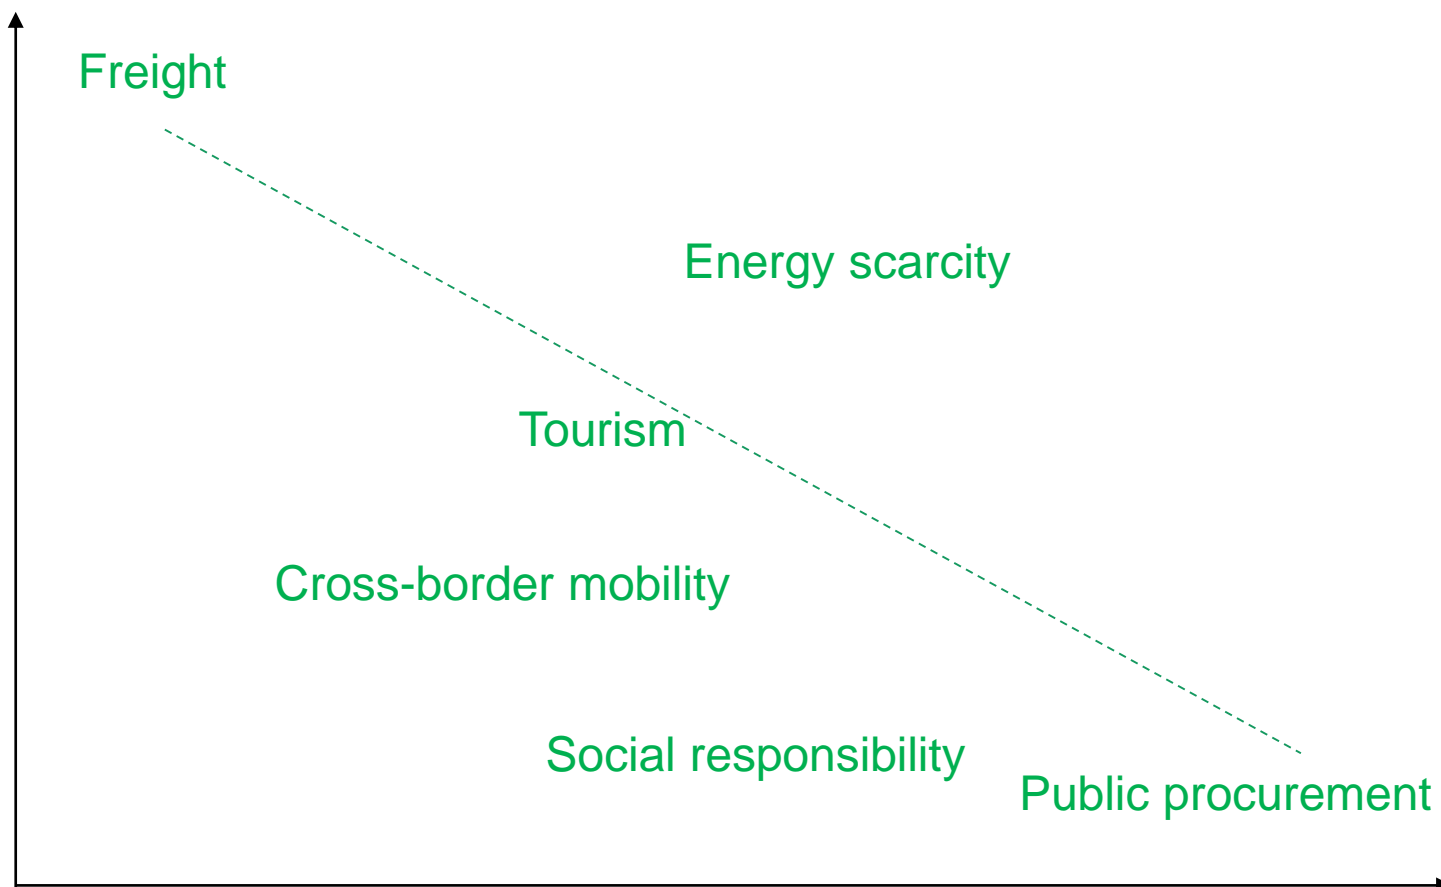 Freight
Energy scarcity
Tourism
Cross-border mobility
Social responsibility
Public procurement